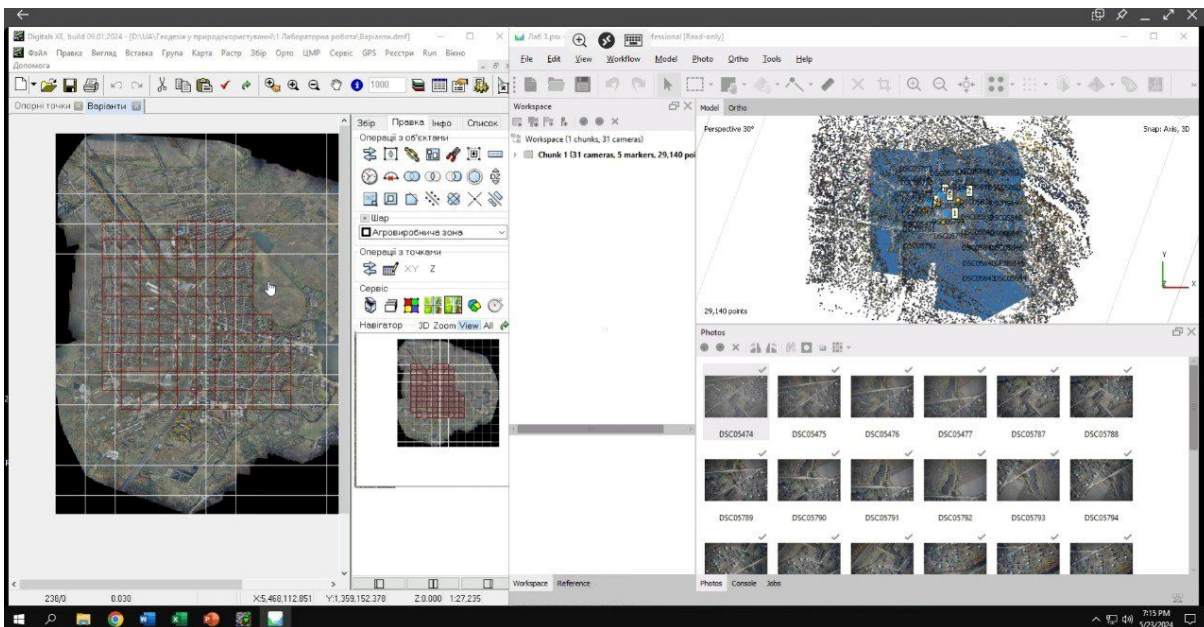 Digitals XE, build 09.01.2024 - [D:\UA\Геодезія у природокористуванні\1 Лабораторна робота\Варіанти.dmf]
Файл Правка Вигляд Вставка Група Карта Растр Збір Орто ЦМР Сервіс GPS Реєстри Run Вікно
Допомога
1000
Опорні точки Варіанти
Збір Правка Інфо Список
Операції з об'єктами
Шар
Агровиробнича зона
Операції з точками
XY Z
Сервіс
Навігатор 3D Zoom View All
238/0 0.030 X:5,468,112.851 Y:1,359,152.378 Z:0.000 1:27,235
Лаб 3.psx fessional [Read-only]
File Edit View Workflow Model Photo Ortho Tools Help
Workspace
Workspace (1 chunks, 31 cameras)
Chunk 1 (31 cameras, 5 markers, 29,140 poi
Workspace Reference
Model Ortho
Perspective 30°
Snap: Axis, 3D
1
Y
X
29,140 points
Photos
DSC05474 DSC05475 DSC05476 DSC05477 DSC05787 DSC05788
DSC05789 DSC05790 DSC05791 DSC05792 DSC05793 DSC05794
Photos Console Jobs
7:15 PM
5/23/2024